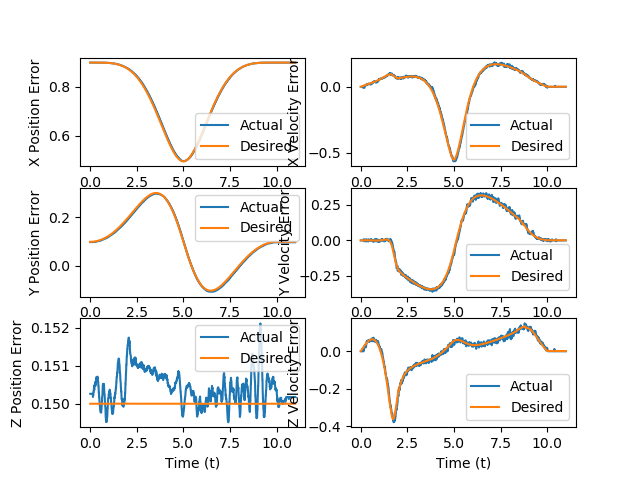 X Position Error
0.8
0.6
Actual
Desired
0.0 2.5 5.0 7.5 10.0
X Velocity Error
0.0
−0.5
Actual
Desired
0.0 2.5 5.0 7.5 10.0
Y Position Error
0.2
0.0
Actual
Desired
0.0 2.5 5.0 7.5 10.0
Y Velocity Error
0.25
0.00
−0.25
Actual
Desired
0.0 2.5 5.0 7.5 10.0
Z Position Error
0.152
0.151
0.150
Actual
Desired
0.0 2.5 5.0 7.5 10.0
Time (t)
Z Velocity Error
0.0
−0.2
−0.4
Actual
Desired
0.0 2.5 5.0 7.5 10.0
Time (t)